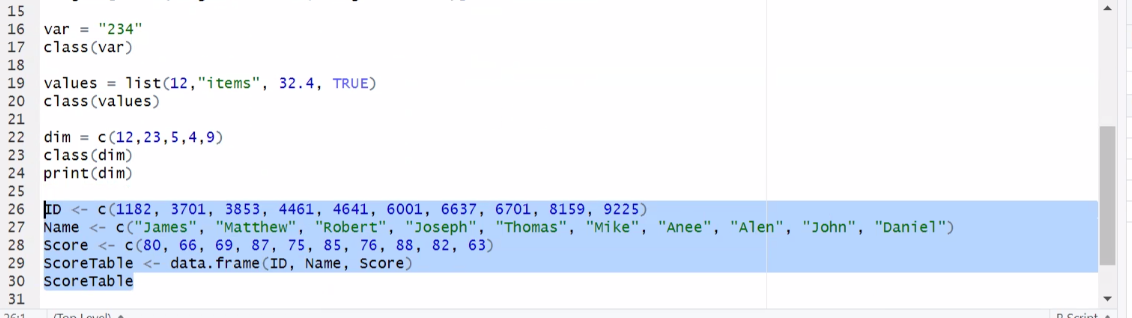 15
16 var = "234"
17 class(var)
18
19 values = list(12,"items", 32.4, TRUE)
20 class(values)
21
22 dim = c(12,23,5,4,9)
23 class(dim)
24 print(dim)
25
26 ID <- c(1182, 3701, 3853, 4461, 4641, 6001, 6637, 6701, 8159, 9225)
27 Name <- c("James", "Matthew", "Robert", "Joseph", "Thomas", "Mike", "Anee", "Alen", "John", "Daniel")
28 Score <- c(80, 66, 69, 87, 75, 85, 76, 88, 82, 63)
29 ScoreTable <- data.frame(ID, Name, Score)
30 ScoreTable
31
26:1 (Top Level) R Script